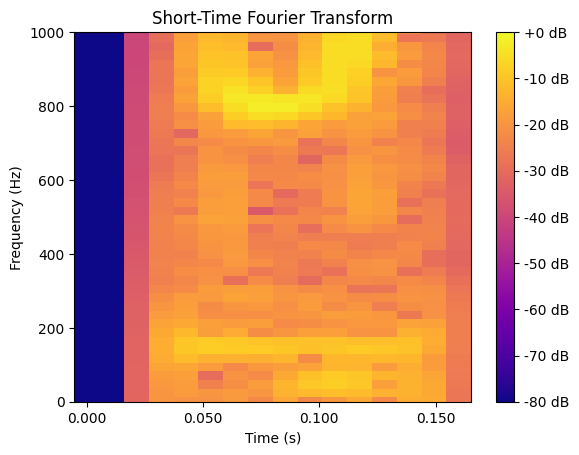 Short-Time Fourier Transform
1000
800
600
400
200
0
Frequency (Hz)
0.000
0.050
0.100
0.150
Time (s)
+0 dB
-10 dB
-20 dB
-30 dB
-40 dB
-50 dB
-60 dB
-70 dB
-80 dB